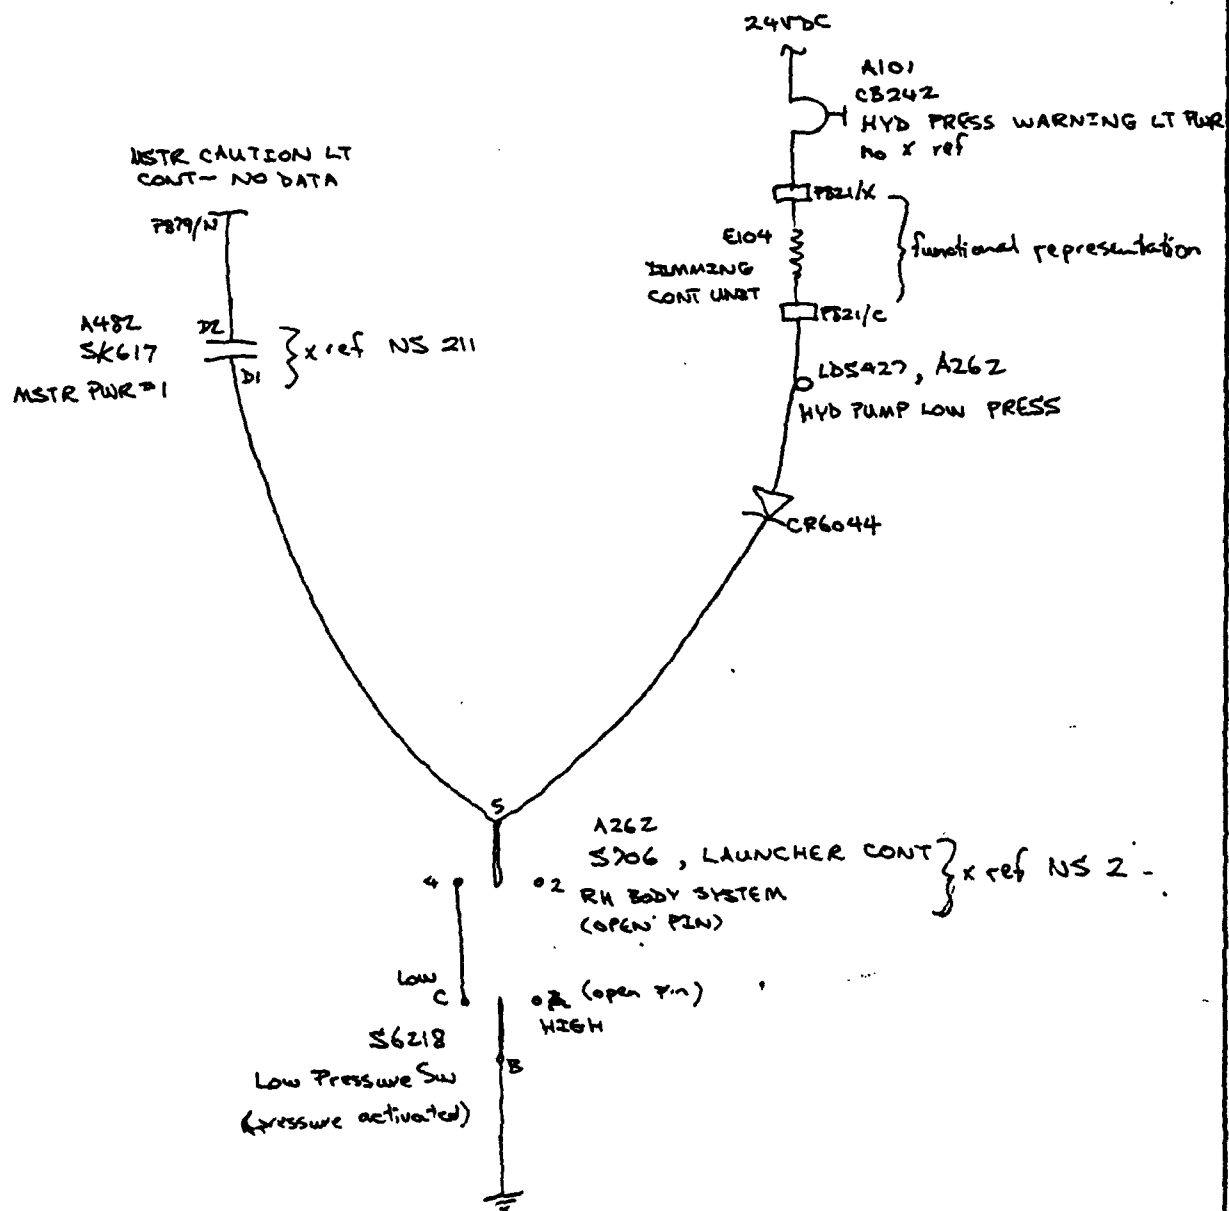 24VDC
A101
CB242
HYD PRESS WARNING LT PWR
no x ref
MSTR CAUTION LT
CONT- NO DATA
P879/N
P821/X
E104
DIMMING
CONT UNIT
functional representation
P821/C
A482
S/K617
MSTR PWR #1
D2
D1
x ref NS 211
LDS427, A262
HYD PUMP LOW PRESS
CR6044
5
A262
S706, LAUNCHER CONT
x ref NS 2 -
4
2
RH BODY SYSTEM
(OPEN PIN)
LOW
C
(open pin)
HIGH
S6218
B
Low Pressure Sw
(pressure activated)